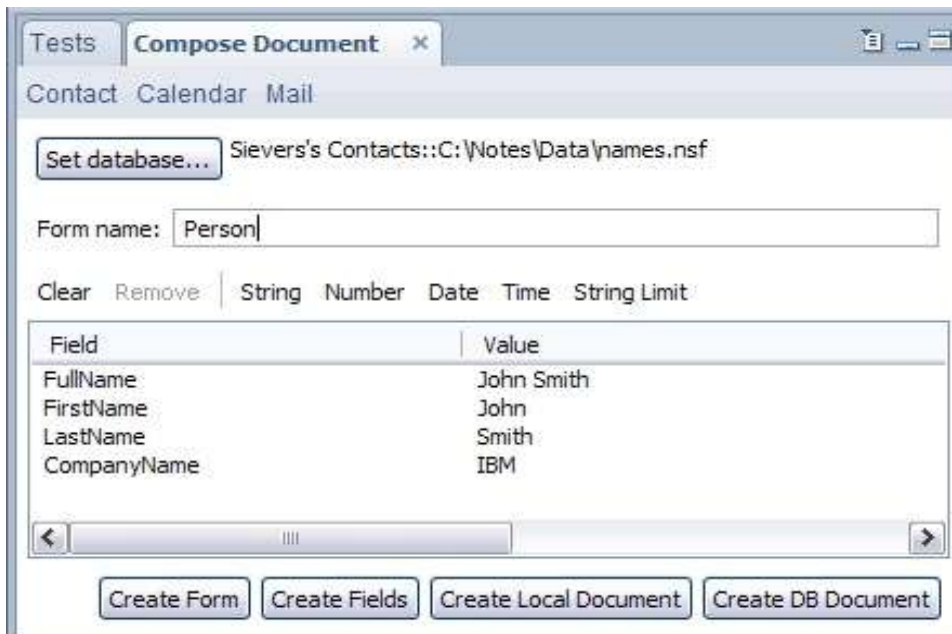 Tests Compose Document
Contact Calendar Mail
Set database... Sievers's Contacts::C:\Notes\Data\names.nsf
Form name: Person
Clear Remove String Number Date Time String Limit
Field Value
FullName John Smith
FirstName John
LastName Smith
CompanyName IBM
Create Form Create Fields Create Local Document Create DB Document